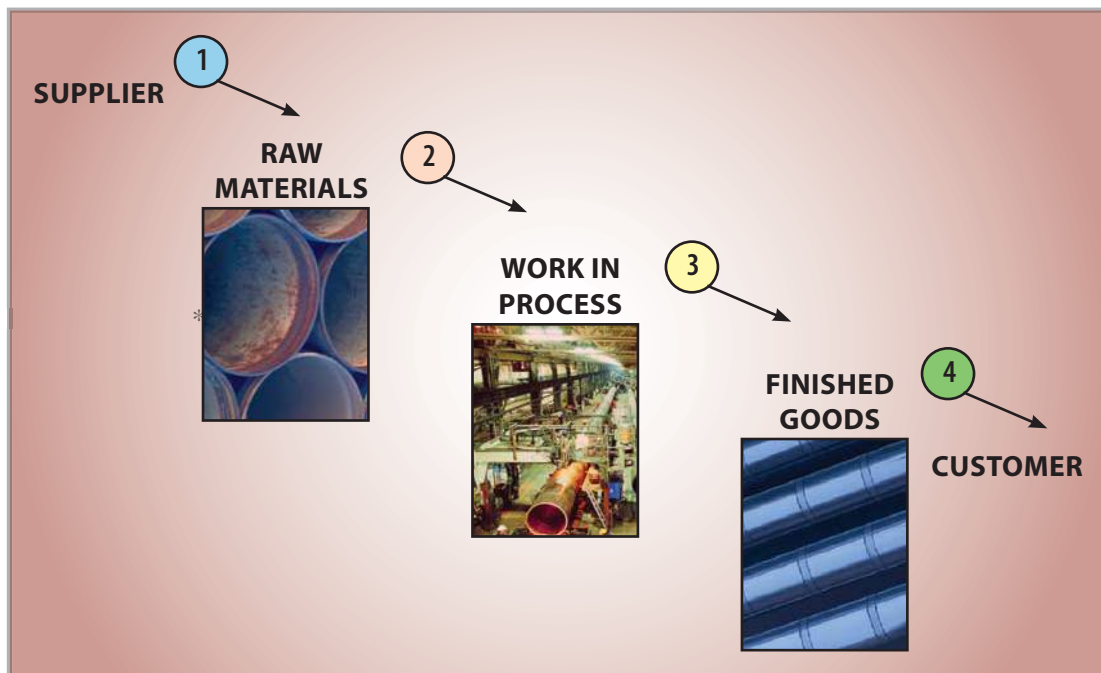 1
SUPPLIER
RAW
MATERIALS
2
WORK IN
PROCESS
3
*
FINISHED
GOODS
4
CUSTOMER